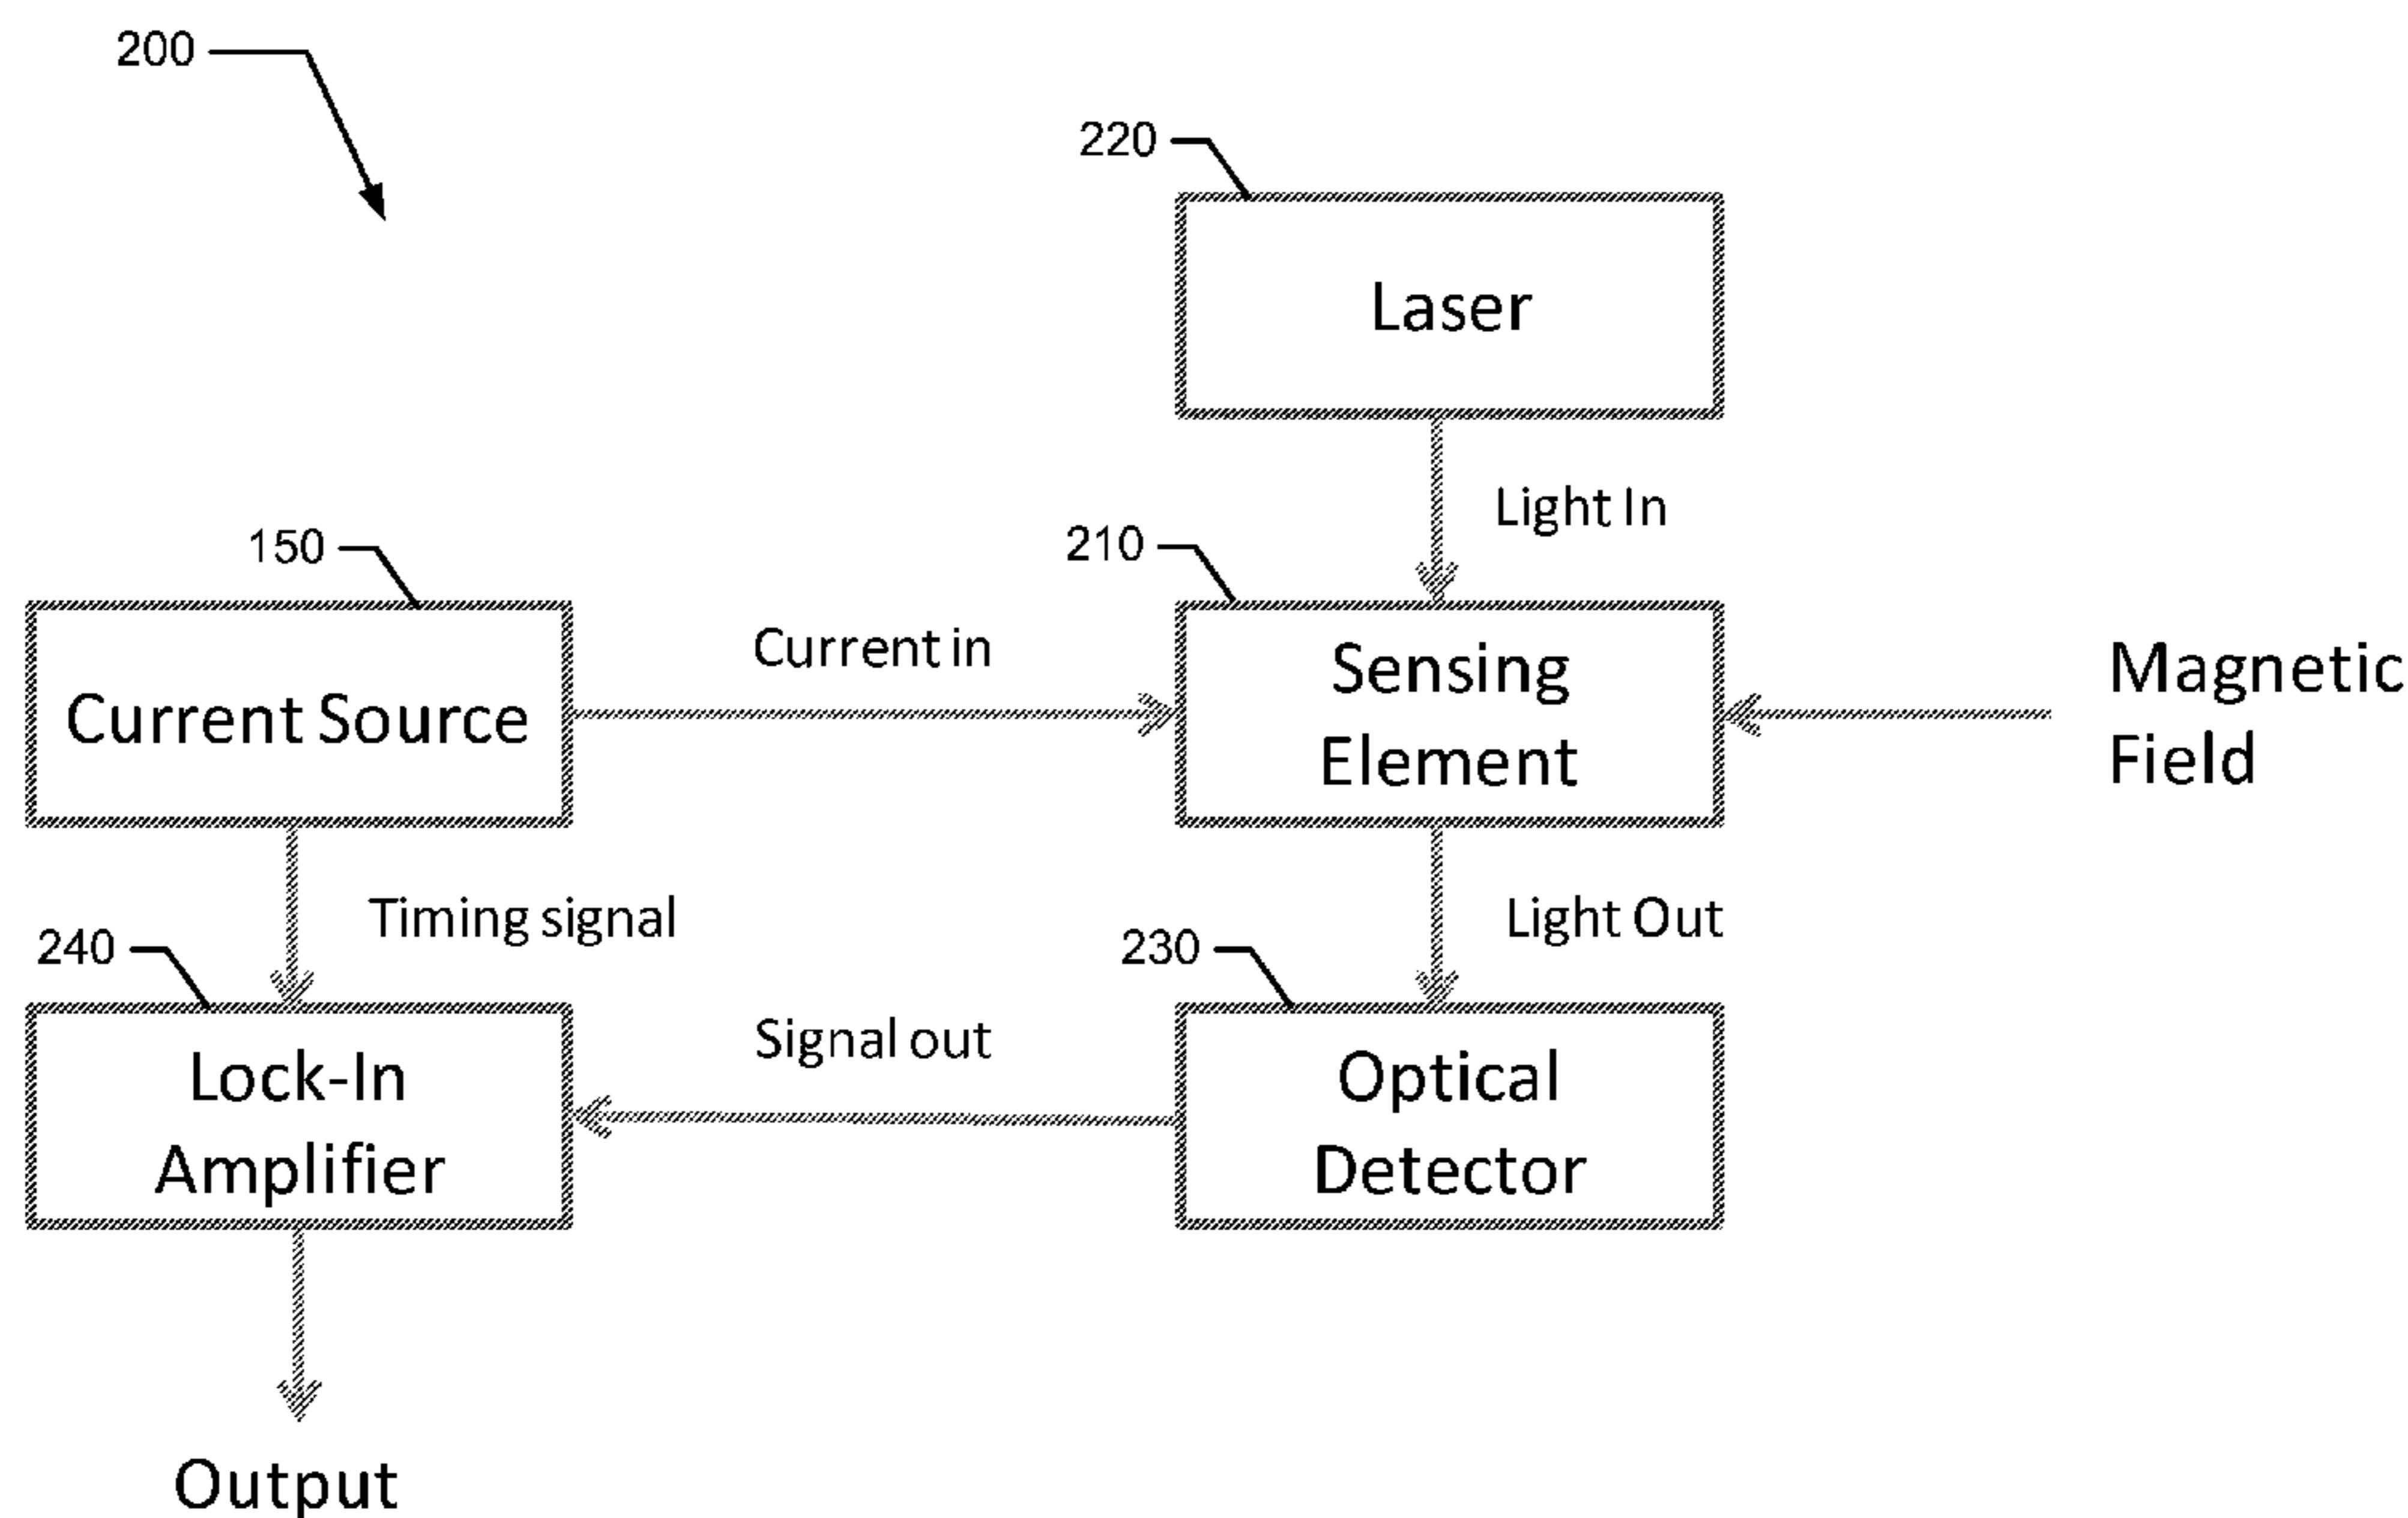 200
220
Laser
Light In
150
210
Current Source
Current in
Sensing
Element
Magnetic
Field
Timing signal
Light Out
240
230
Lock-In
Amplifier
Signal out
Optical
Detector
Output